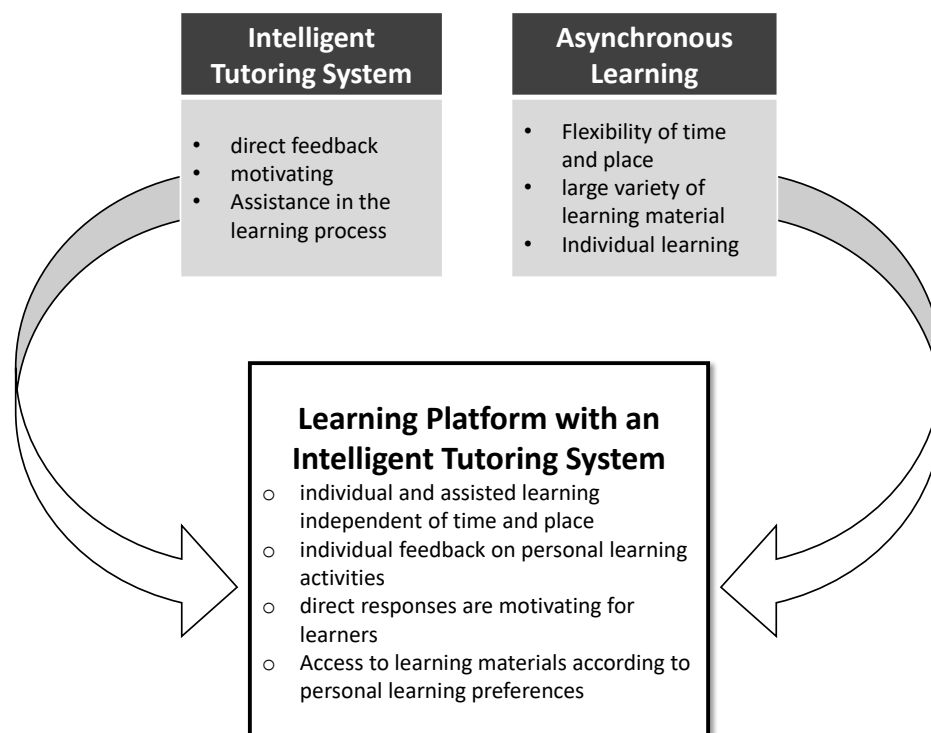 Intelligent
Tutoring System
• direct feedback
• motivating
• Assistance in the
learning process
Asynchronous
Learning
• Flexibility of time
and place
• large variety of
learning material
• Individual learning
Learning Platform with an
Intelligent Tutoring System
o individual and assisted learning
independent of time and place
o individual feedback on personal learning
activities
o direct responses are motivating for
learners
o Access to learning materials according to
personal learning preferences